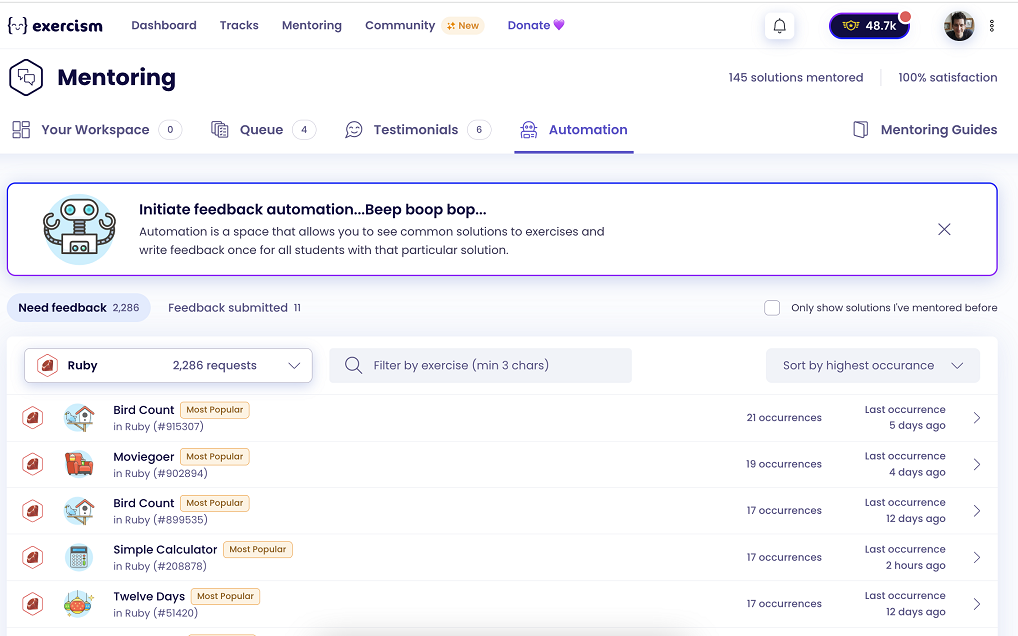 exercism Dashboard Tracks Mentoring Community New Donate 💜 48.7k
Mentoring 145 solutions mentored 100% satisfaction
Your Workspace 0 Queue 4 Testimonials 6 Automation Mentoring Guides
Initiate feedback automation...Beep boop bop...
Automation is a space that allows you to see common solutions to exercises and
write feedback once for all students with that particular solution.
Need feedback 2,286 Feedback submitted 11 Only show solutions I've mentored before
Ruby 2,286 requests Filter by exercise (min 3 chars) Sort by highest occurance
Bird Count Most Popular
in Ruby (#915307)
21 occurrences
Last occurrence
5 days ago
Moviegoer Most Popular
in Ruby (#902894)
19 occurrences
Last occurrence
4 days ago
Bird Count Most Popular
in Ruby (#899535)
17 occurrences
Last occurrence
12 days ago
Simple Calculator Most Popular
in Ruby (#208878)
17 occurrences
Last occurrence
2 hours ago
Twelve Days Most Popular
in Ruby (#51420)
17 occurrences
Last occurrence
12 days ago